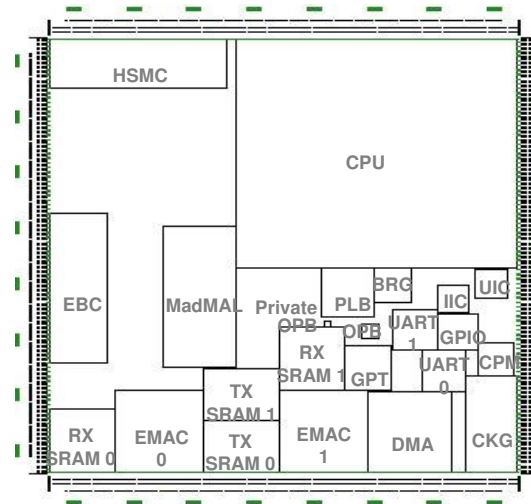 HSMC
CPU
EBC
MadMAL
Private
OPB
PLB
BRG
UIC
IIC
OPB
UART
1
GPIO
RX
SRAM 1
GPT
UART
0
CPM
TX
SRAM 1
RX
SRAM 0
EMAC
0
TX
SRAM 0
EMAC
1
DMA
CKG